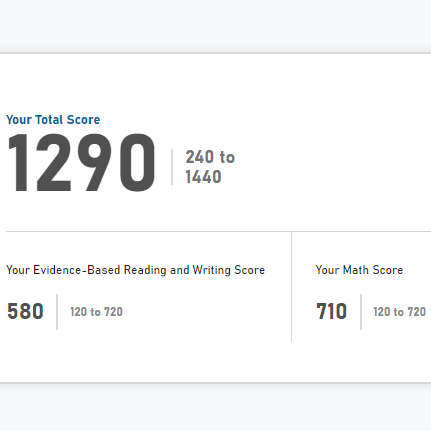 Your Total Score
1290
240 to
1440
Your Evidence-Based Reading and Writing Score
580
120 to 720
Your Math Score
710
120 to 720